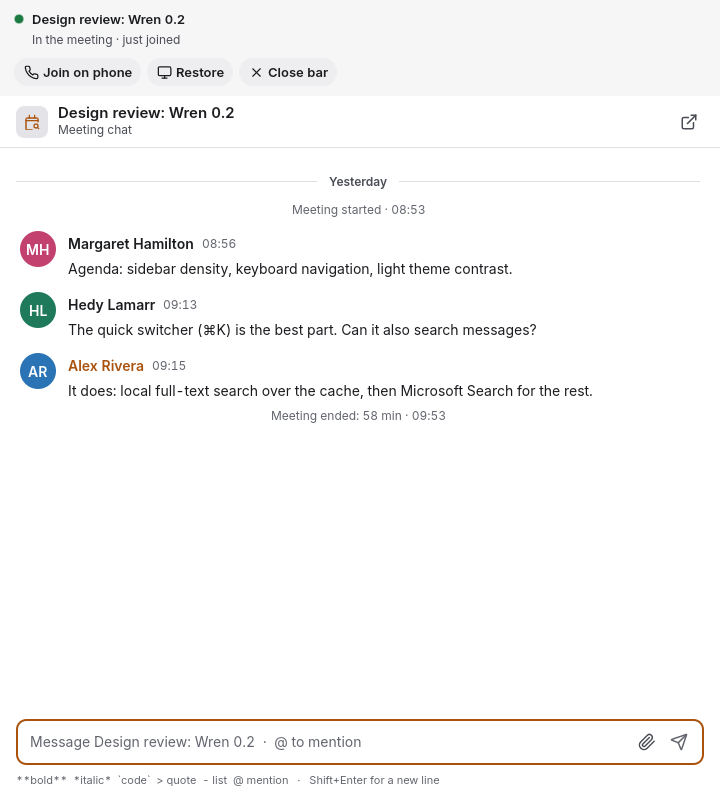 Design review: Wren 0.2
In the meeting · just joined
Join on phone Restore Close bar
Design review: Wren 0.2
Meeting chat
Yesterday
Meeting started · 08:53
MH Margaret Hamilton 08:56
Agenda: sidebar density, keyboard navigation, light theme contrast.
HL Hedy Lamarr 09:13
The quick switcher (⌘K) is the best part. Can it also search messages?
AR Alex Rivera 09:15
It does: local full-text search over the cache, then Microsoft Search for the rest.
Meeting ended: 58 min · 09:53
Message Design review: Wren 0.2 · @ to mention
**bold** *italic* `code` > quote - list @ mention · Shift+Enter for a new line